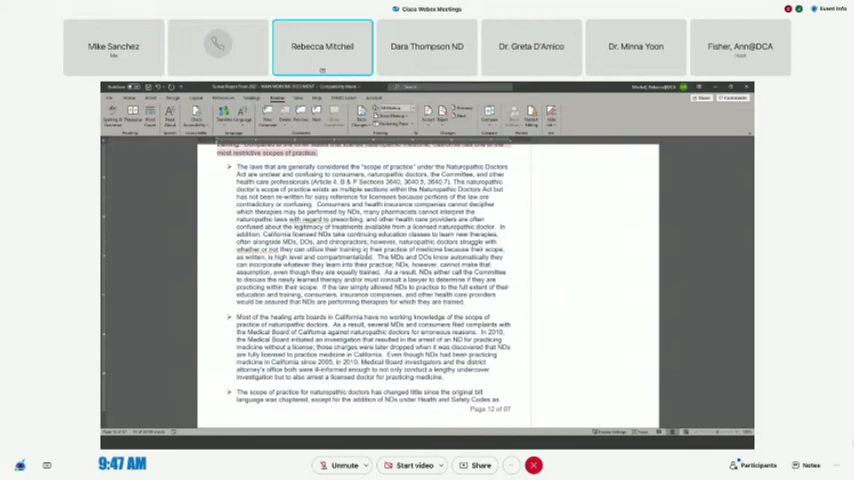 Cisco Webex Meetings
Event Info
Mike Sanchez
Me
Rebecca Mitchell
Dara Thompson ND
Dr. Greta D'Amico
Dr. Minna Yoon
Fisher, Ann@DCA
Host
most restrictive scopes of practice.
The laws that are generally considered the "scope of practice" under the Naturopathic Doctors
Act are unclear and confusing to consumers, naturopathic doctors, the Committee, and
other health care professionals (Article 4, B & P Sections 3640, 3640.5, 3640.7). The naturopathic
doctor's scope of practice exists as multiple sections within the Naturopathic Doctors Act but
has not been re-written for easy reference for licensees because portions of the law are
contradictory or confusing. Consumers and health insurance companies cannot decipher
which therapies may be performed by NDs, many pharmacists cannot interpret the
naturopathic laws with regard to prescribing, and other health care providers are often
confused about the legitimacy of treatments available from a licensed naturopathic doctor. In
addition, California licensed NDs take continuing education classes to learn new therapies,
often alongside MDs, DOs, and chiropractors; however, naturopathic doctors struggle with
whether or not they can utilize their training in their practice of medicine because their scope,
as written, is high level and compartmentalized. The MDs and DOs know automatically they
can incorporate whatever they learn into their practice; NDs, however, cannot make that
assumption, even though they are equally trained. As a result, NDs either call the Committee
to discuss the newly learned therapy and/or must consult a lawyer to determine if they are
practicing within their scope. If the law simply allowed NDs to practice to the full extent of their
education and training, consumers, insurance companies, and other health care providers
would be assured that NDs are performing therapies for which they are trained.
Most of the healing arts boards in California have no working knowledge of the scope of
practice of naturopathic doctors. As a result, several MDs and consumers filed complaints with
the Medical Board of California against naturopathic doctors for erroneous reasons. In 2010,
the Medical Board initiated an investigation that resulted in the arrest of an ND for practicing
medicine without a license; those charges were later dropped when it was discovered that NDs
are fully licensed to practice medicine in California. Even though NDs had been practicing
medicine in California since 2005, in 2010, Medical Board investigators and the district
attorney's office both were ill-informed enough to not only conduct a lengthy undercover
investigation but to also arrest a licensed doctor for practicing medicine.
The scope of practice for naturopathic doctors has changed little since the original bill
language was chaptered, except for the addition of NDs under Health and Safety Codes as
Page 12 of 67
9:47 AM
Unmute
Start video
Share
Participants
Notes